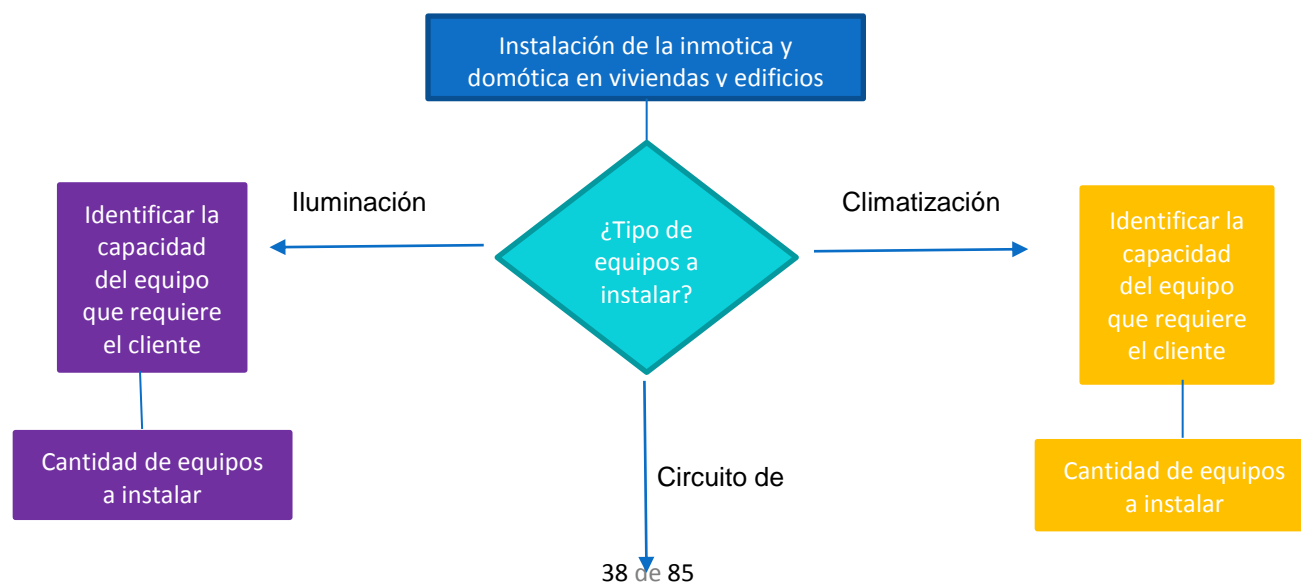 Instalación de la inmotica y
domótica en viviendas y edificios
Iluminación
Climatización
Identificar la
capacidad
del equipo
que requiere
el cliente
¿Tipo de
equipos a
instalar?
Identificar la
capacidad
del equipo
que requiere
el cliente
Cantidad de equipos
a instalar
Circuito de
Cantidad de equipos
a instalar
38 de 85